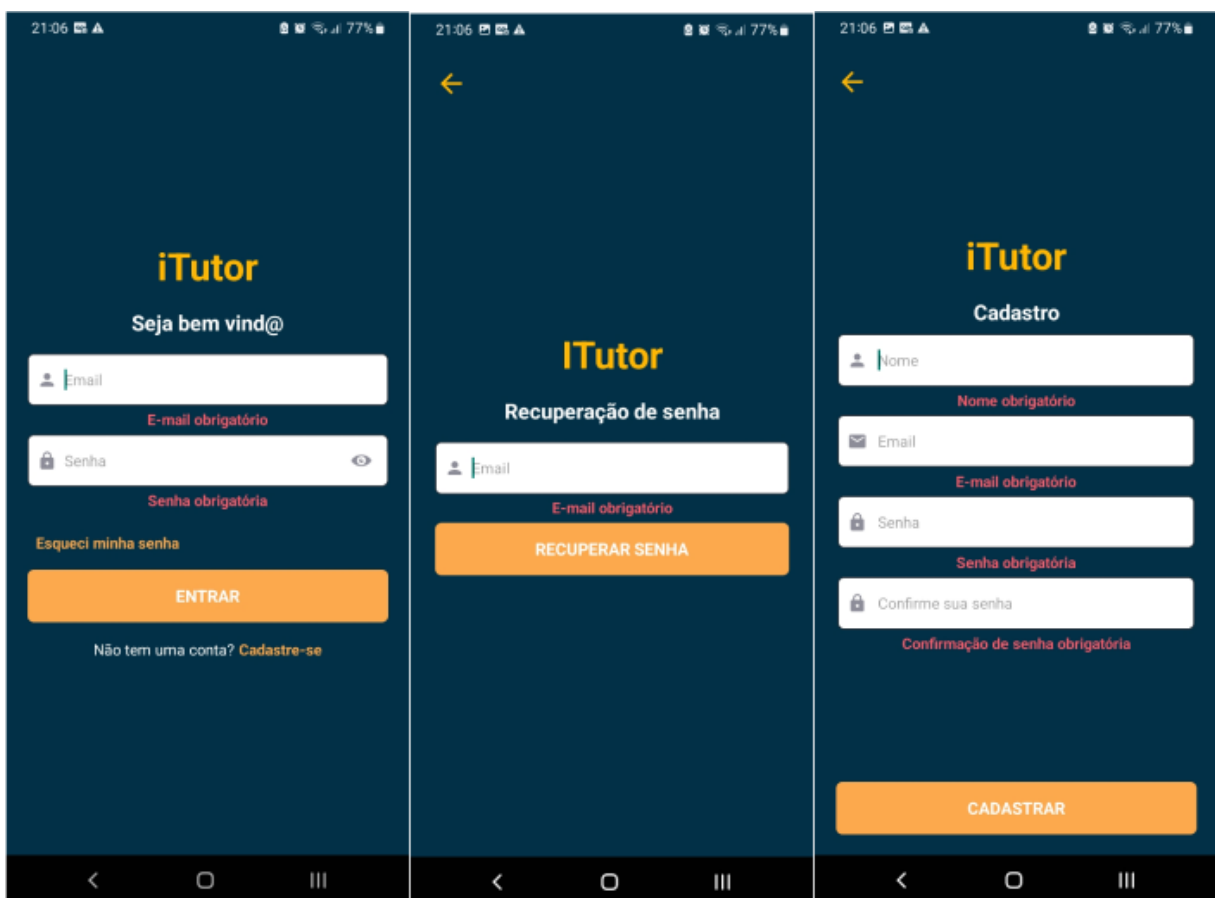 21:06
77%
iTutor
Seja bem vind@
Email
E-mail obrigatório
Senha
Senha obrigatória
Esqueci minha senha
ENTRAR
Não tem uma conta? Cadastre-se
21:06
77%
ITutor
Recuperação de senha
Email
E-mail obrigatório
RECUPERAR SENHA
21:06
77%
iTutor
Cadastro
Nome
Nome obrigatório
Email
E-mail obrigatório
Senha
Senha obrigatória
Confirme sua senha
Confirmação de senha obrigatória
CADASTRAR